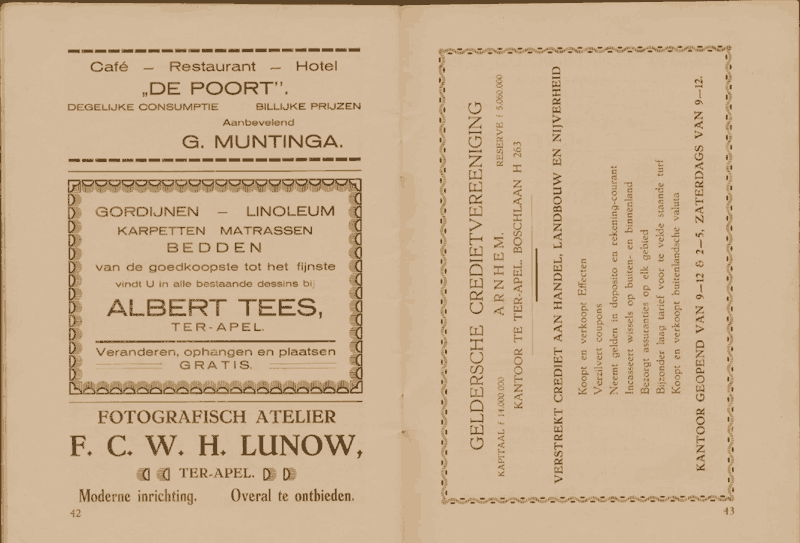 Café — Restaurant — Hotel
„DE POORT".
DEGELIJKE CONSUMPTIE BILLIJKE PRIJZEN
Aanbevelend
G. MUNTINGA.
GORDIJNEN — LINOLEUM
KARPETTEN MATRASSEN
BEDDEN
van de goedkoopste tot het fijnste
vindt U in alle bestaande dessins bij
ALBERT TEES,
TER-APEL.
Veranderen, ophangen en plaatsen
GRATIS.
FOTOGRAFISCH ATELIER
F. C. W. H. LUNOW,
TER-APEL.
Moderne inrichting. Overal te ontbieden.
42
GELDERSCHE CREDIETVEREENIGING
KAPITAAL f 14.000.000 ARNHEM. RESERVE f 5.060.000
KANTOOR TE TER-APEL. BOSCHLAAN H 263
VERSTREKT CREDIET AAN HANDEL, LANDBOUW EN NIJVERHEID
Koopt en verkoopt Effecten
Verzilvert coupons
Neemt gelden in deposito en rekening-courant
Incasseert wissels op buiten- en binnenland
Bezorgt assuranties op elk gebied
Bijzonder laag tarief voor te velde staande turf
Koopt en verkoopt buitenlandsche valuta
KANTOOR GEOPEND VAN 9—12 & 2—5, ZATERDAGS VAN 9—12.
43